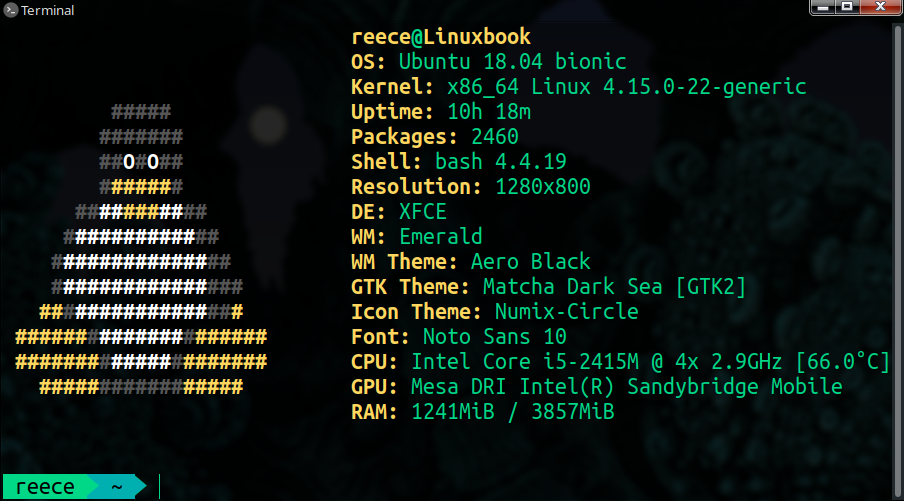 Terminal
reece@Linuxbook
OS: Ubuntu 18.04 bionic
Kernel: x86_64 Linux 4.15.0-22-generic
Uptime: 10h 18m
Packages: 2460
Shell: bash 4.4.19
Resolution: 1280x800
DE: XFCE
WM: Emerald
WM Theme: Aero Black
GTK Theme: Matcha Dark Sea [GTK2]
Icon Theme: Numix-Circle
Font: Noto Sans 10
CPU: Intel Core i5-2415M @ 4x 2.9GHz [66.0°C]
GPU: Mesa DRI Intel(R) Sandybridge Mobile
RAM: 1241MiB / 3857MiB
reece ~